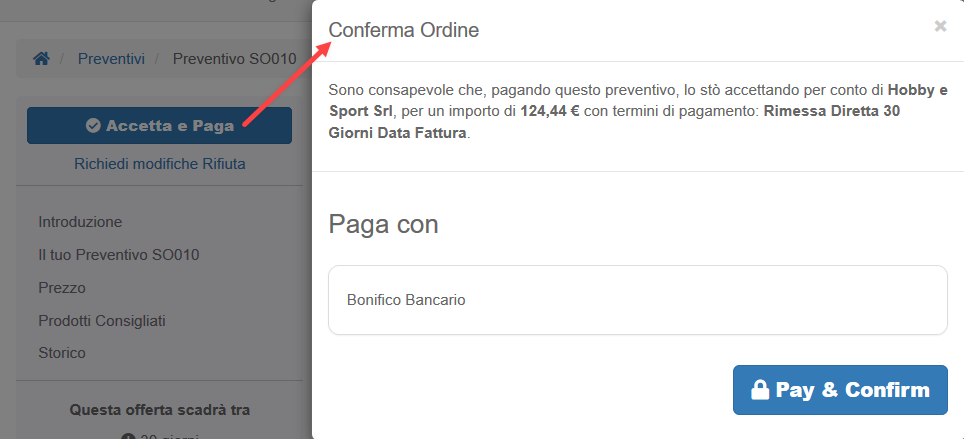 Conferma Ordine
×
/ Preventivi / Preventivo SO010
Sono consapevole che, pagando questo preventivo, lo stò accettando per conto di Hobby e
Sport Srl, per un importo di 124,44 € con termini di pagamento: Rimessa Diretta 30
Giorni Data Fattura.
Accetta e Paga
Richiedi modifiche Rifiuta
Introduzione
Il tuo Preventivo SO010
Prezzo
Prodotti Consigliati
Storico
Questa offerta scadrà tra
Paga con
Bonifico Bancario
Pay & Confirm